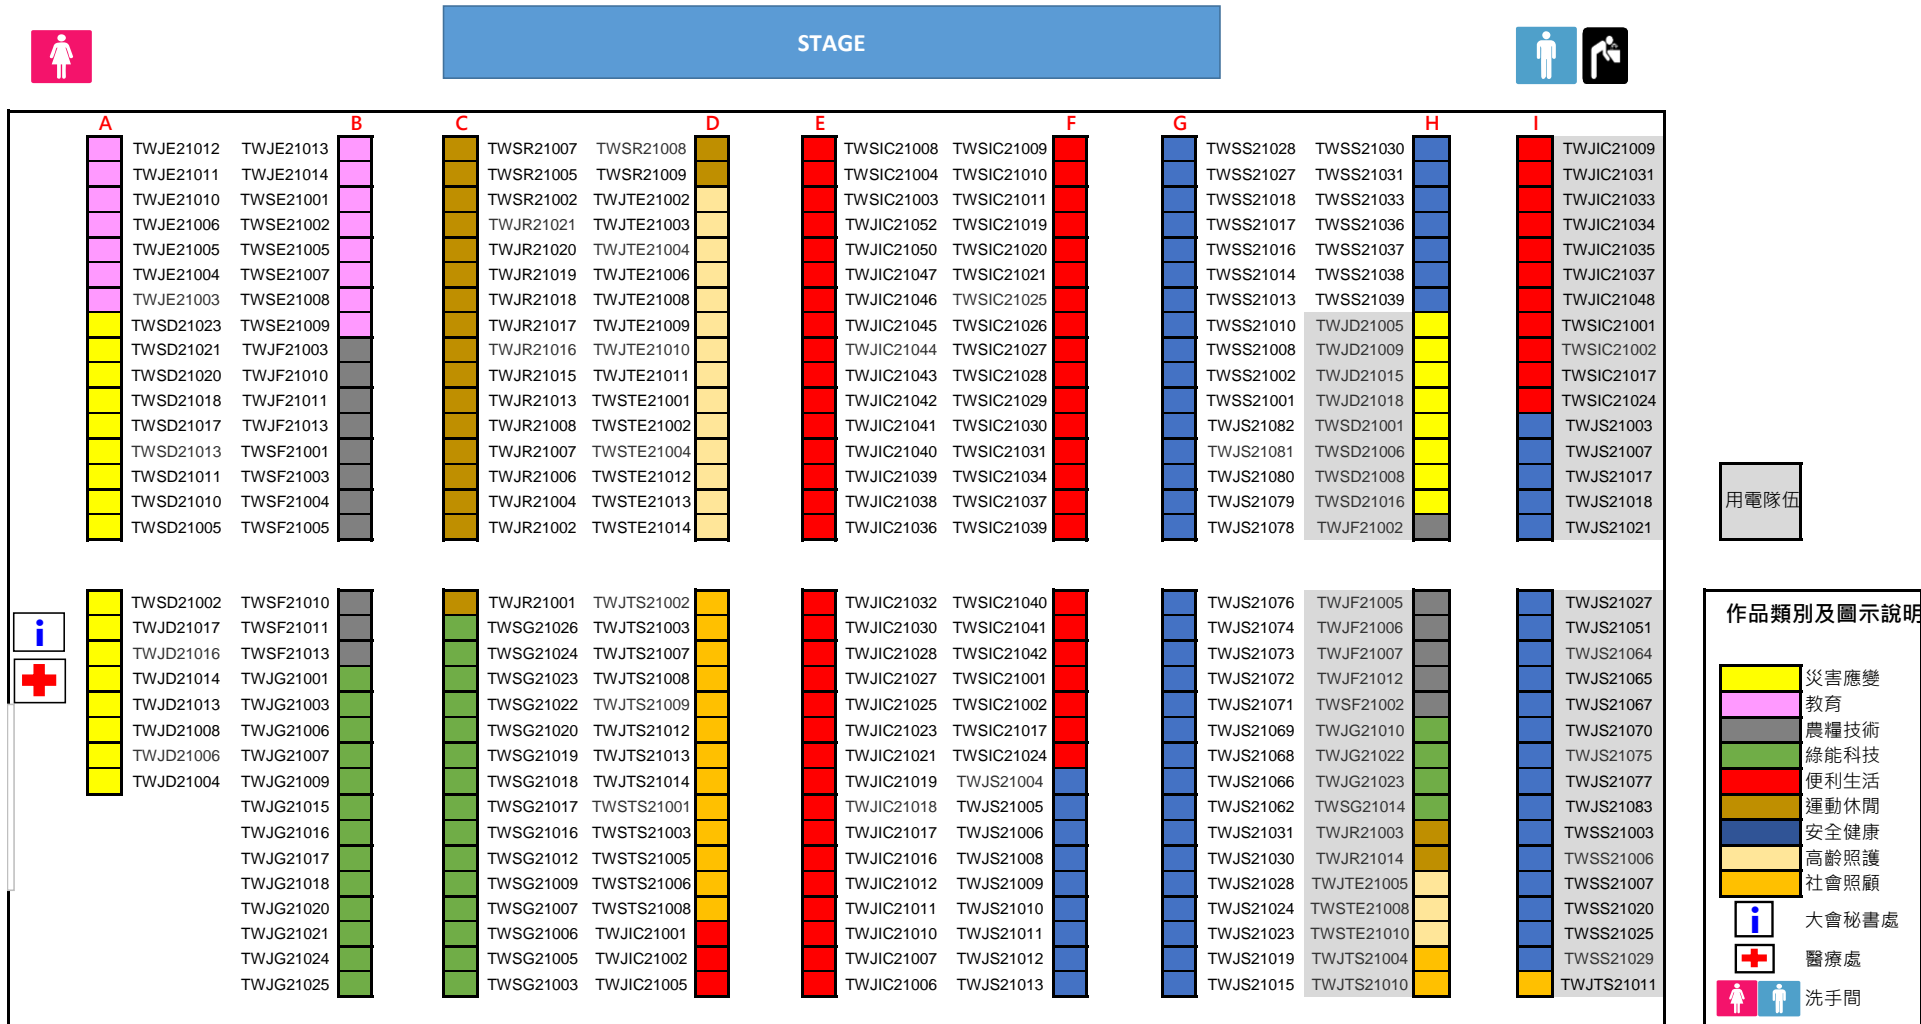 STAGE
A B C D E F G H I
TWJE21012 TWJE21013 TWSR21007 TWSR21008 TWSIC21008 TWSIC21009 TWSS21028 TWSS21030 TWJIC21009
TWJE21011 TWJE21014 TWSR21005 TWSR21009 TWSIC21004 TWSIC21010 TWSS21027 TWSS21031 TWJIC21031
TWJE21010 TWSE21001 TWSR21002 TWJTE21002 TWSIC21003 TWSIC21011 TWSS21018 TWSS21033 TWJIC21033
TWJE21006 TWSE21002 TWJR21021 TWJTE21003 TWJIC21052 TWSIC21019 TWSS21017 TWSS21036 TWJIC21034
TWJE21005 TWSE21005 TWJR21020 TWJTE21004 TWJIC21050 TWSIC21020 TWSS21016 TWSS21037 TWJIC21035
TWJE21004 TWSE21007 TWJR21019 TWJTE21006 TWJIC21047 TWSIC21021 TWSS21014 TWSS21038 TWJIC21037
TWJE21003 TWSE21008 TWJR21018 TWJTE21008 TWJIC21046 TWSIC21025 TWSS21013 TWSS21039 TWJIC21048
TWSD21023 TWSE21009 TWJR21017 TWJTE21009 TWJIC21045 TWSIC21026 TWSS21010 TWJD21005 TWSIC21001
TWSD21021 TWJF21003 TWJR21016 TWJTE21010 TWJIC21044 TWSIC21027 TWSS21008 TWJD21009 TWSIC21002
TWSD21020 TWJF21010 TWJR21015 TWJTE21011 TWJIC21043 TWSIC21028 TWSS21002 TWJD21015 TWSIC21017
TWSD21018 TWJF21011 TWJR21013 TWSTE21001 TWJIC21042 TWSIC21029 TWSS21001 TWJD21018 TWSIC21024
TWSD21017 TWJF21013 TWJR21008 TWSTE21002 TWJIC21041 TWSIC21030 TWJS21082 TWSD21001 TWJS21003
TWSD21013 TWSF21001 TWJR21007 TWSTE21004 TWJIC21040 TWSIC21031 TWJS21081 TWSD21006 TWJS21007
TWSD21011 TWSF21003 TWJR21006 TWSTE21012 TWJIC21039 TWSIC21034 TWJS21080 TWSD21008 TWJS21017
TWSD21010 TWSF21004 TWJR21004 TWSTE21013 TWJIC21038 TWSIC21037 TWJS21079 TWSD21016 TWJS21018
TWSD21005 TWSF21005 TWJR21002 TWSTE21014 TWJIC21036 TWSIC21039 TWJS21078 TWJF21002 TWJS21021
用電隊伍
TWSD21002 TWSF21010 TWJR21001 TWJTS21002 TWJIC21032 TWSIC21040 TWJS21076 TWJF21005 TWJS21027
TWJD21017 TWSF21011 TWSG21026 TWJTS21003 TWJIC21030 TWSIC21041 TWJS21074 TWJF21006 TWJS21051
TWJD21016 TWSF21013 TWSG21024 TWJTS21007 TWJIC21028 TWSIC21042 TWJS21073 TWJF21007 TWJS21064
TWJD21014 TWJG21001 TWSG21023 TWJTS21008 TWJIC21027 TWSIC21001 TWJS21072 TWJF21012 TWJS21065
TWJD21013 TWJG21003 TWSG21022 TWJTS21009 TWJIC21025 TWSIC21002 TWJS21071 TWSF21002 TWJS21067
TWJD21008 TWJG21006 TWSG21020 TWJTS21012 TWJIC21023 TWSIC21017 TWJS21069 TWJG21010 TWJS21070
TWJD21006 TWJG21007 TWSG21019 TWJTS21013 TWJIC21021 TWSIC21024 TWJS21068 TWJG21022 TWJS21075
TWJD21004 TWJG21009 TWSG21018 TWJTS21014 TWJIC21019 TWJS21004 TWJS21066 TWJG21023 TWJS21077
TWJG21015 TWSG21017 TWSTS21001 TWJIC21018 TWJS21005 TWJS21062 TWSG21014 TWJS21083
TWJG21016 TWSG21016 TWSTS21003 TWJIC21017 TWJS21006 TWJS21031 TWJR21003 TWSS21003
TWJG21017 TWSG21012 TWSTS21005 TWJIC21016 TWJS21008 TWJS21030 TWJR21014 TWSS21006
TWJG21018 TWSG21009 TWSTS21006 TWJIC21012 TWJS21009 TWJS21028 TWJTE21005 TWSS21007
TWJG21020 TWSG21007 TWSTS21008 TWJIC21011 TWJS21010 TWJS21024 TWSTE21008 TWSS21020
TWJG21021 TWSG21006 TWJIC21001 TWJIC21010 TWJS21011 TWJS21023 TWSTE21010 TWSS21025
TWJG21024 TWSG21005 TWJIC21002 TWJIC21007 TWJS21012 TWJS21019 TWJTS21004 TWSS21029
TWJG21025 TWSG21003 TWJIC21005 TWJIC21006 TWJS21013 TWJS21015 TWJTS21010 TWJTS21011
作品類別及圖示說明
災害應變
教育
農糧技術
綠能科技
便利生活
運動休閒
安全健康
高齡照護
社會照顧
大會秘書處
醫療處
洗手間